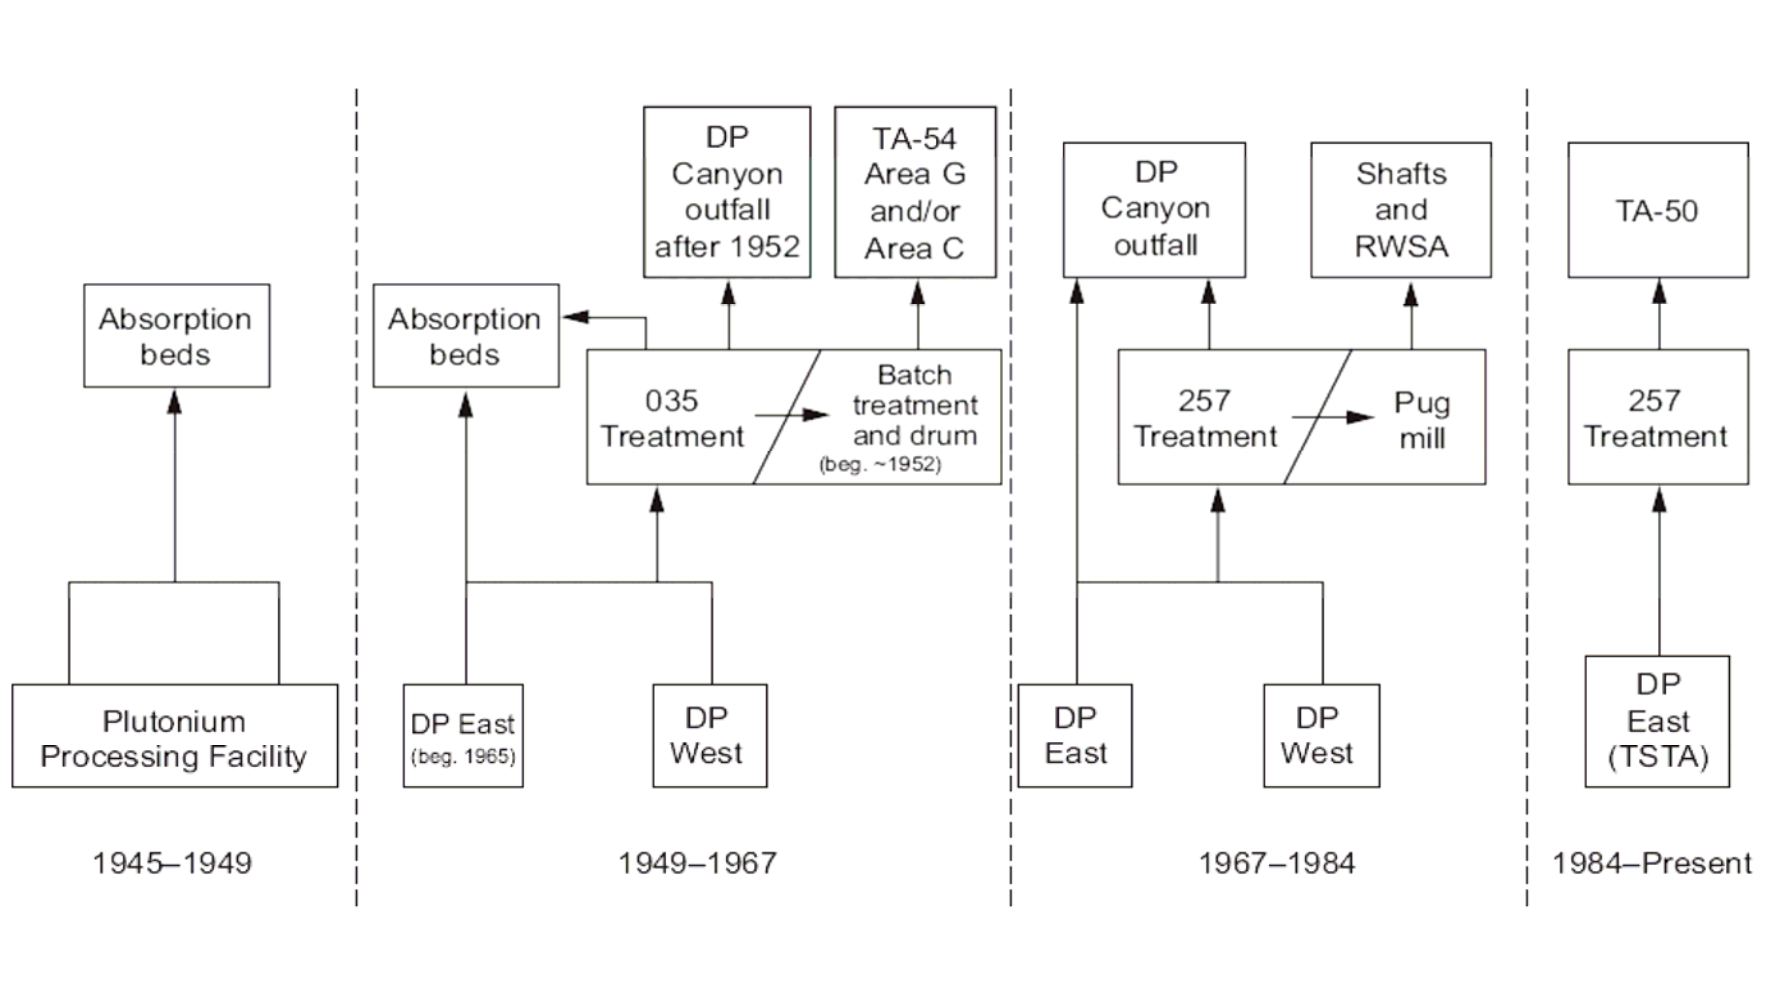 Absorption
beds
Plutonium
Processing Facility
1945–1949
DP
Canyon
outfall
after 1952
TA-54
Area G
and/or
Area C
Absorption
beds
035
Treatment
Batch
treatment
and drum
(beg. ~1952)
DP East
(beg. 1965)
DP
West
1949–1967
DP
Canyon
outfall
Shafts
and
RWSA
257
Treatment
Pug
mill
DP
East
DP
West
1967–1984
TA-50
257
Treatment
DP
East
(TSTA)
1984–Present